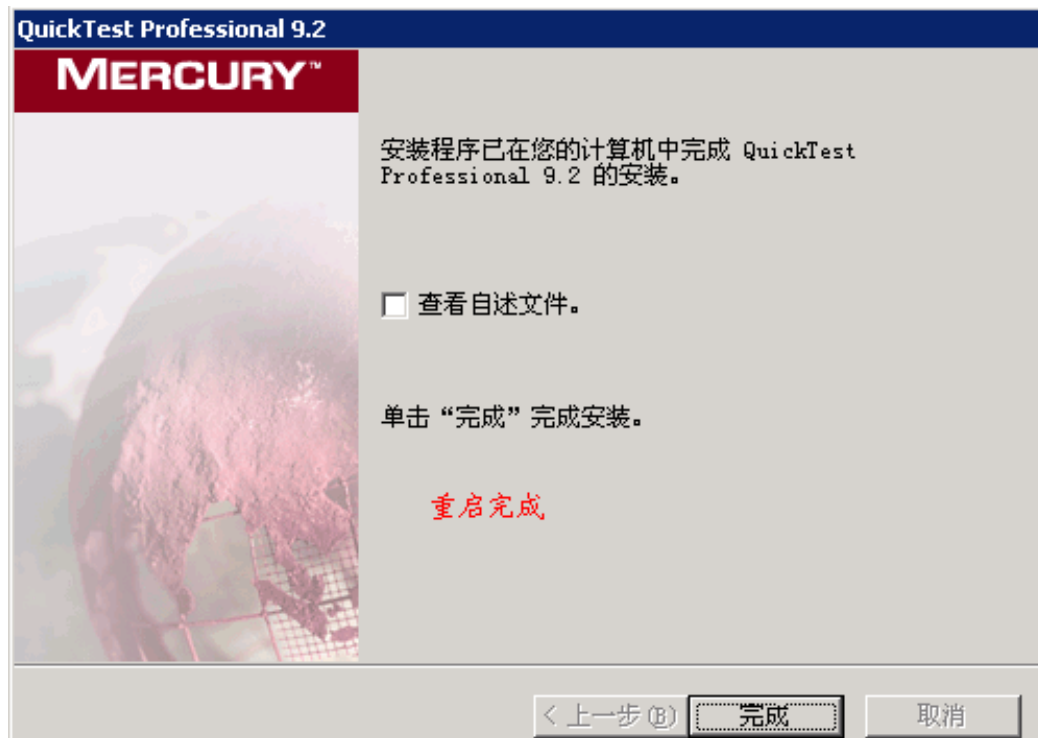 QuickTest Professional 9.2
MERCURY™
安装程序已在您的计算机中完成 QuickTest
Professional 9.2 的安装。
查看自述文件。
单击“完成”完成安装。
重启完成
< 上一步(B)
完成
取消